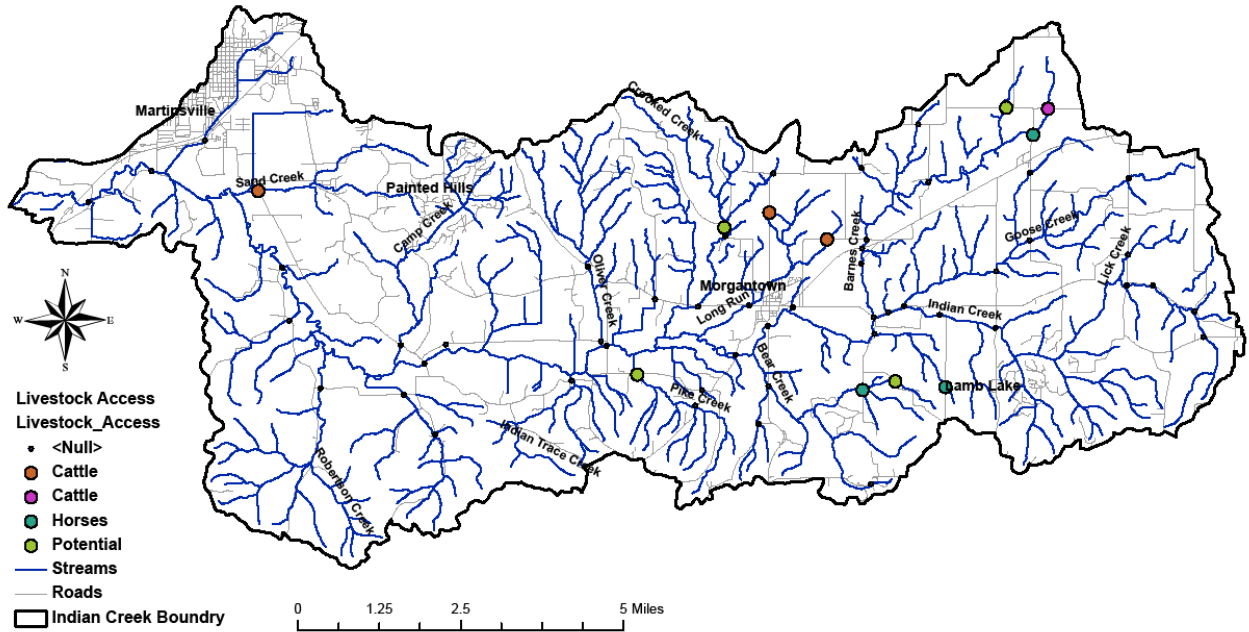 Crooked Creek
Martinsville
Sand Creek
Painted Hills
Camp Creek
Goose Creek
Barnes Creek
Lick Creek
Oliver Creek
Morgantown
Long Run
Indian Creek
N
W
E
S
Bear Creek
Pike Creek
Lamb Lake
Indian Trace Creek
Robertson Creek
Livestock Access
Livestock_Access
<Null>
Cattle
Cattle
Horses
Potential
Streams
Roads
Indian Creek Boundry
0 1.25 2.5 5 Miles